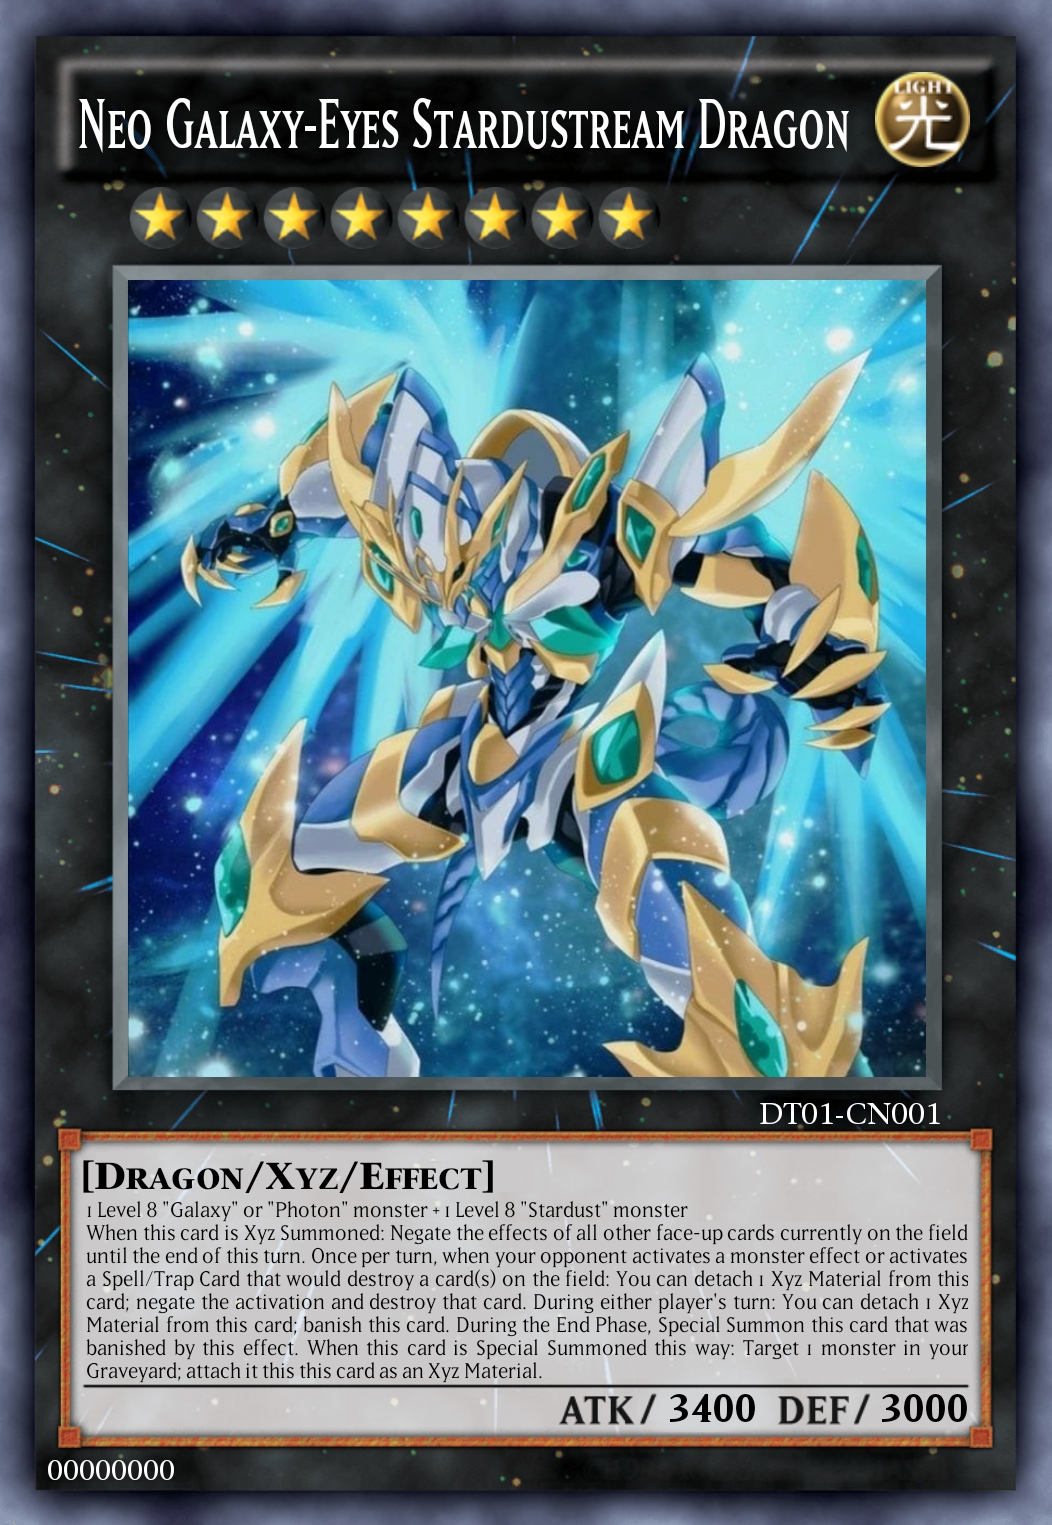 Neo Galaxy-Eyes Stardustream Dragon
LIGHT
光
DT01-CN001
[Dragon/Xyz/Effect]
1 Level 8 "Galaxy" or "Photon" monster + 1 Level 8 "Stardust" monster
When this card is Xyz Summoned: Negate the effects of all other face-up cards currently on the field
until the end of this turn. Once per turn, when your opponent activates a monster effect or activates
a Spell/Trap Card that would destroy a card(s) on the field: You can detach 1 Xyz Material from this
card; negate the activation and destroy that card. During either player's turn: You can detach 1 Xyz
Material from this card; banish this card. During the End Phase, Special Summon this card that was
banished by this effect. When this card is Special Summoned this way: Target 1 monster in your
Graveyard; attach it this this card as an Xyz Material.
ATK/ 3400 DEF/ 3000
00000000